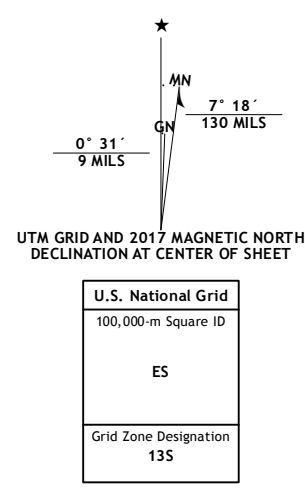 ★
MN
7° 18´
130 MILS
GN
0° 31´
9 MILS
UTM GRID AND 2017 MAGNETIC NORTH
DECLINATION AT CENTER OF SHEET
U.S. National Grid
100,000-m Square ID
ES
Grid Zone Designation
13S